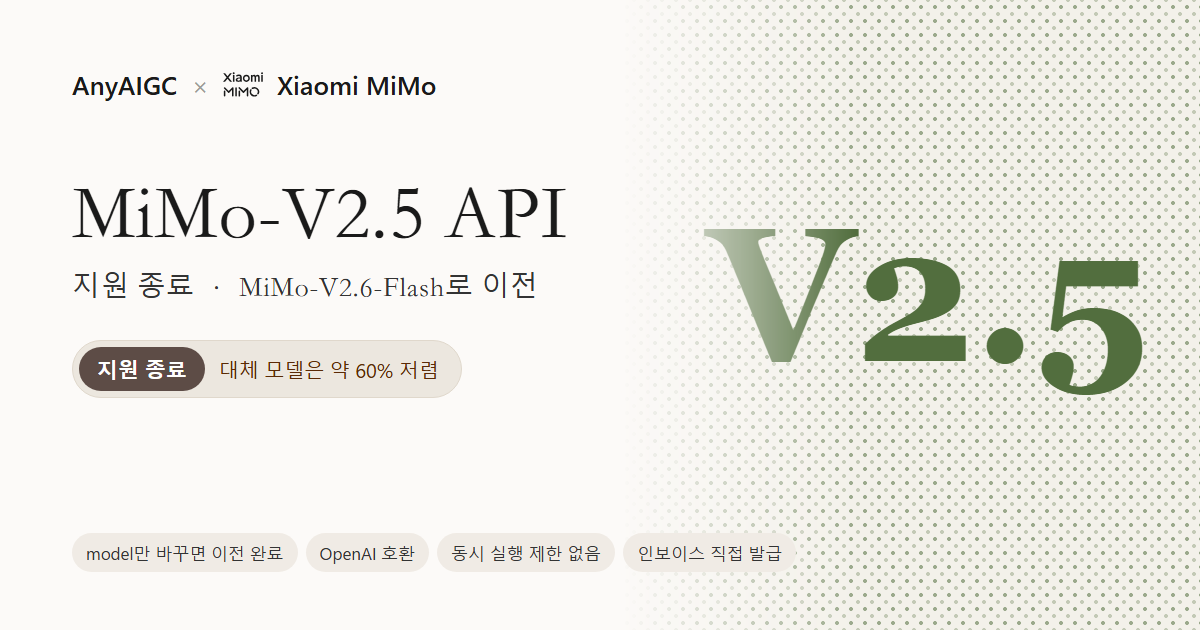 AnyAIGC × Xiaomi MIMO Xiaomi MiMo
MiMo-V2.5 API
지원 종료 · MiMo-V2.6-Flash로 이전
지원 종료 대체 모델은 약 60% 저렴
V2.5
model만 바꾸면 이전 완료 OpenAI 호환 동시 실행 제한 없음 인보이스 직접 발급